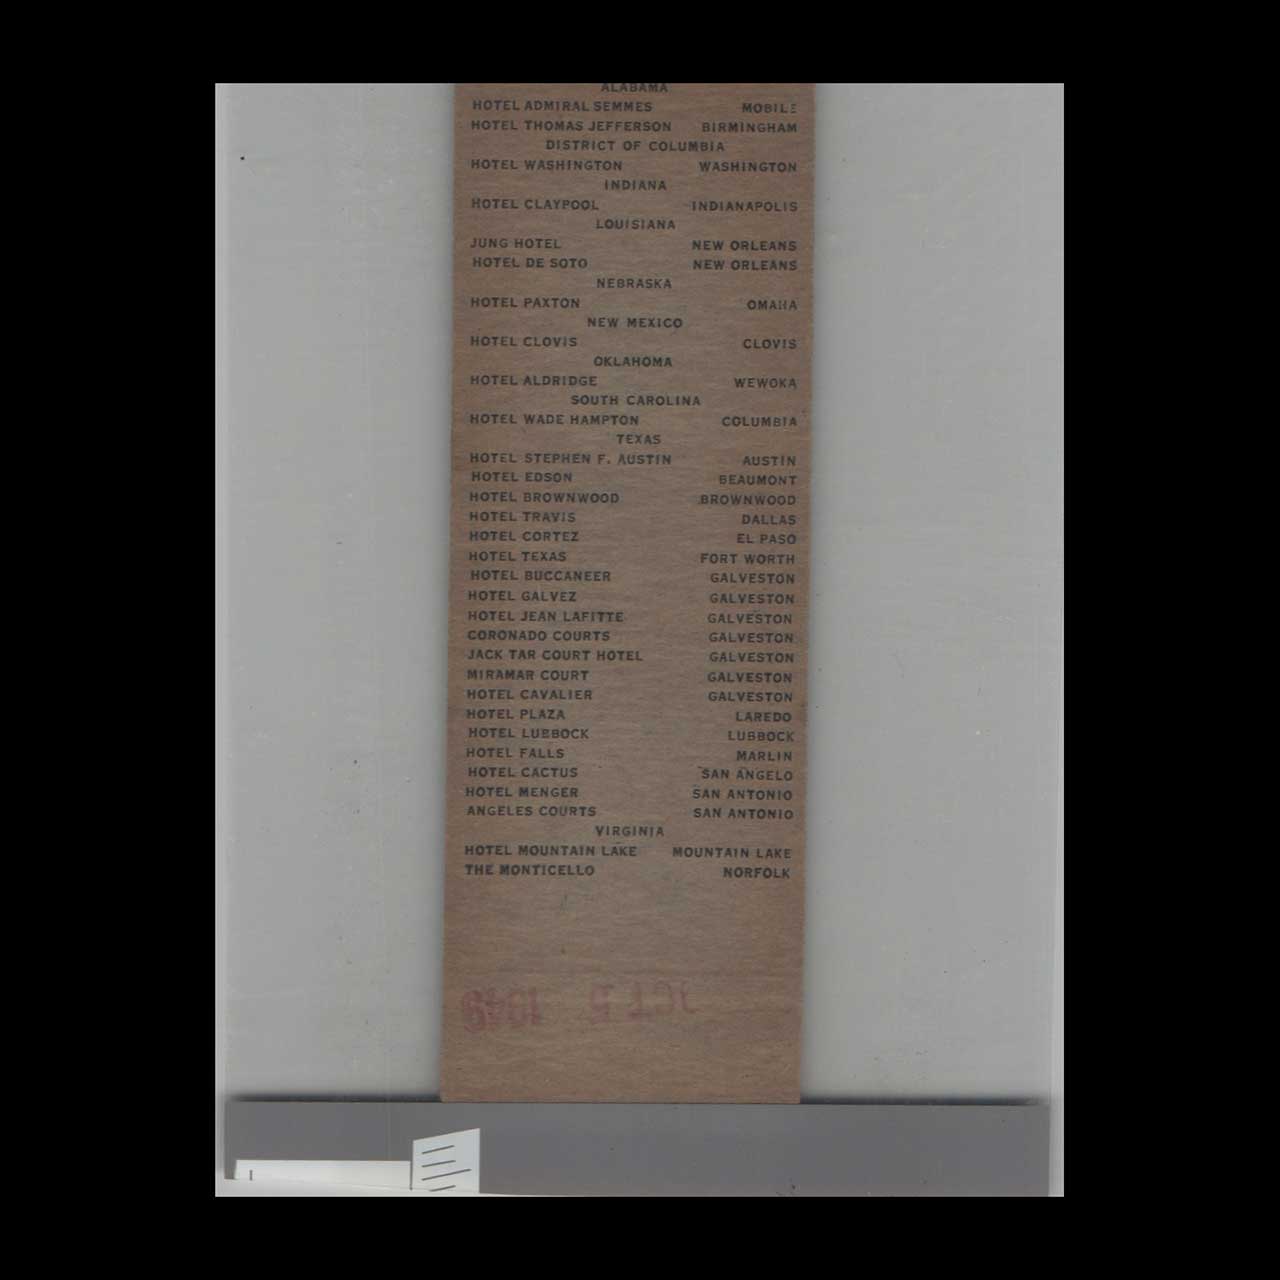 ALABAMA
HOTEL ADMIRAL SEMMES MOBILE
HOTEL THOMAS JEFFERSON BIRMINGHAM
DISTRICT OF COLUMBIA
HOTEL WASHINGTON WASHINGTON
INDIANA
HOTEL CLAYPOOL INDIANAPOLIS
LOUISIANA
JUNG HOTEL NEW ORLEANS
HOTEL DE SOTO NEW ORLEANS
NEBRASKA
HOTEL PAXTON OMAHA
NEW MEXICO
HOTEL CLOVIS CLOVIS
OKLAHOMA
HOTEL ALDRIDGE WEWOKA
SOUTH CAROLINA
HOTEL WADE HAMPTON COLUMBIA
TEXAS
HOTEL STEPHEN F. AUSTIN AUSTIN
HOTEL EDSON BEAUMONT
HOTEL BROWNWOOD BROWNWOOD
HOTEL TRAVIS DALLAS
HOTEL CORTEZ EL PASO
HOTEL TEXAS FORT WORTH
HOTEL BUCCANEER GALVESTON
HOTEL GALVEZ GALVESTON
HOTEL JEAN LAFITTE GALVESTON
CORONADO COURTS GALVESTON
JACK TAR COURT HOTEL GALVESTON
MIRAMAR COURT GALVESTON
HOTEL CAVALIER GALVESTON
HOTEL PLAZA LAREDO
HOTEL LUBBOCK LUBBOCK
HOTEL FALLS MARLIN
HOTEL CACTUS SAN ANGELO
HOTEL MENGER SAN ANTONIO
ANGELES COURTS SAN ANTONIO
VIRGINIA
HOTEL MOUNTAIN LAKE MOUNTAIN LAKE
THE MONTICELLO NORFOLK